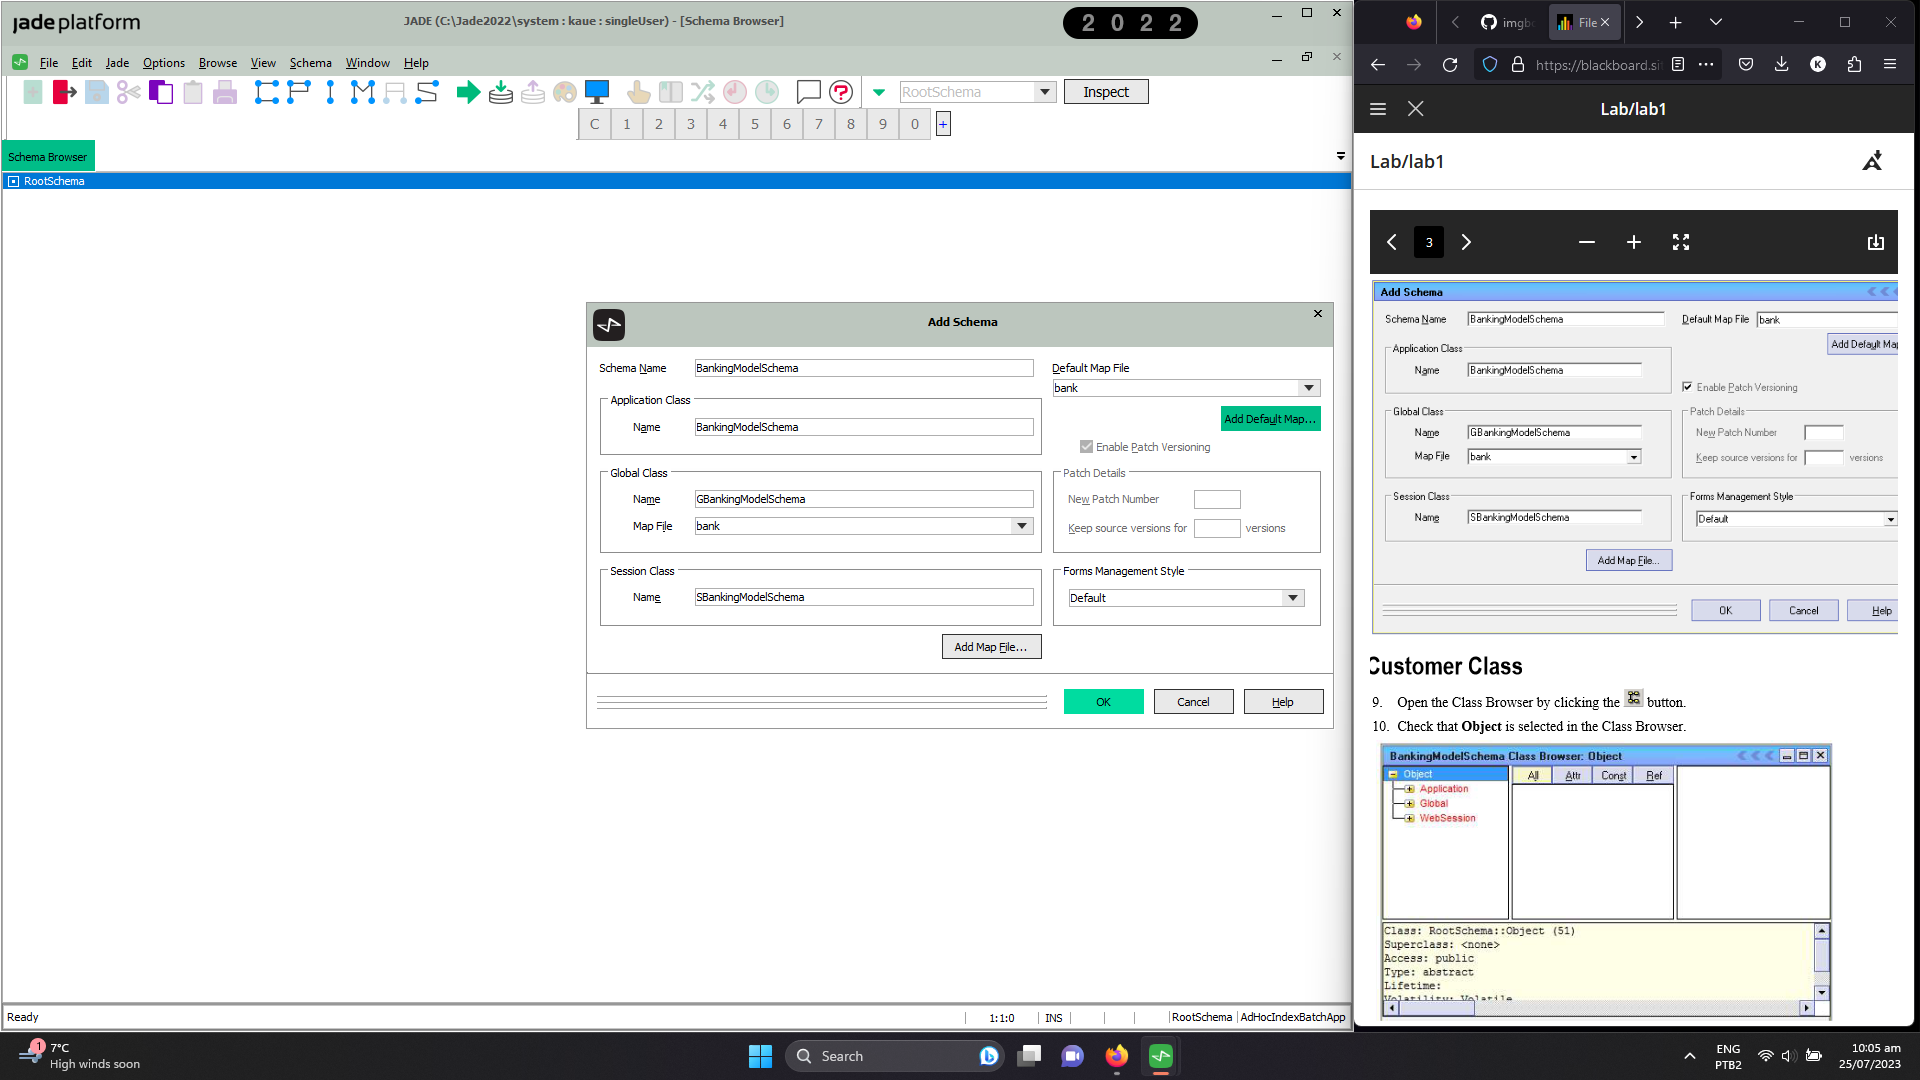 jadeplatform
JADE (C:\Jade2022\system : kaue : singleUser) - [Schema Browser]
2022
File Edit Jade Options Browse View Schema Window Help
RootSchema
Inspect
C 1 2 3 4 5 6 7 8 9 0 +
Schema Browser
RootSchema
Add Schema
Schema Name BankingModelSchema
Default Map File
bank
Application Class
Name BankingModelSchema
Add Default Map...
Enable Patch Versioning
Global Class
Name GBankingModelSchema
Map File bank
Patch Details
New Patch Number
Keep source versions for versions
Session Class
Name SBankingModelSchema
Forms Management Style
Default
Add Map File...
OK Cancel Help
Ready
1:1:0 INS RootSchema AdHocIndexBatchApp
imgb
File
https://blackboard.si
K
Lab/lab1
Lab/lab1
3
Add Schema
Schema Name BankingModelSchema Default Map File bank
Add Default Map
Application Class
Name BankingModelSchema
Enable Patch Versioning
Global Class
Name GBankingModelSchema
Map File bank
Patch Details
New Patch Number
Keep source versions for versions
Session Class
Name SBankingModelSchema
Forms Management Style
Default
Add Map File...
OK Cancel Help
Customer Class
9. Open the Class Browser by clicking the button.
10. Check that Object is selected in the Class Browser.
BankingModelSchema Class Browser: Object
Object
Application
Global
WebSession
All Attr Const Ref
Class: RootSchema::Object (51)
Superclass: <none>
Access: public
Type: abstract
Lifetime:
Volatility: Volatile
1
7°C
High winds soon
Search
ENG
PTB2
10:05 am
25/07/2023